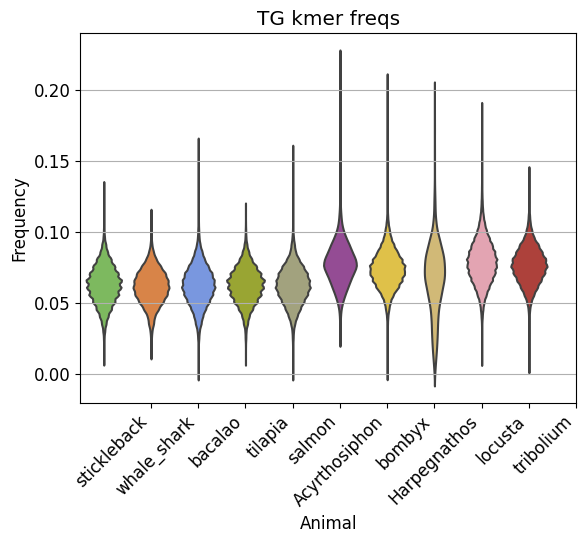 TG kmer freqs
Frequency
0.20
0.15
0.10
0.05
0.00
stickleback
whale_shark
bacalao
tilapia
salmon
Acyrthosiphon
bombyx
Harpegnathos
locusta
tribolium
Animal